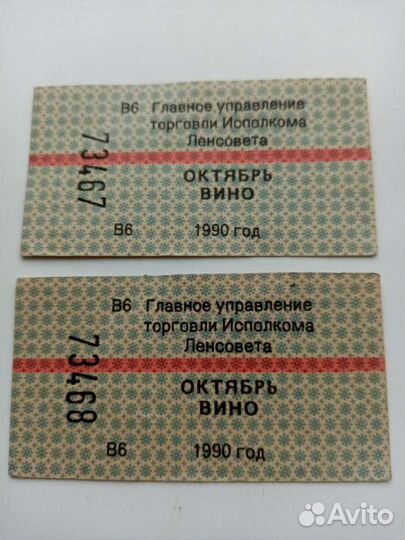 В6 Главное управление
торговли Исполкома
Ленсовета
73467
ОКТЯБРЬ
ВИНО
В6 1990 год
В6 Главное управление
торговли Исполкома
Ленсовета
73468
ОКТЯБРЬ
ВИНО
В6 1990 год
Avito